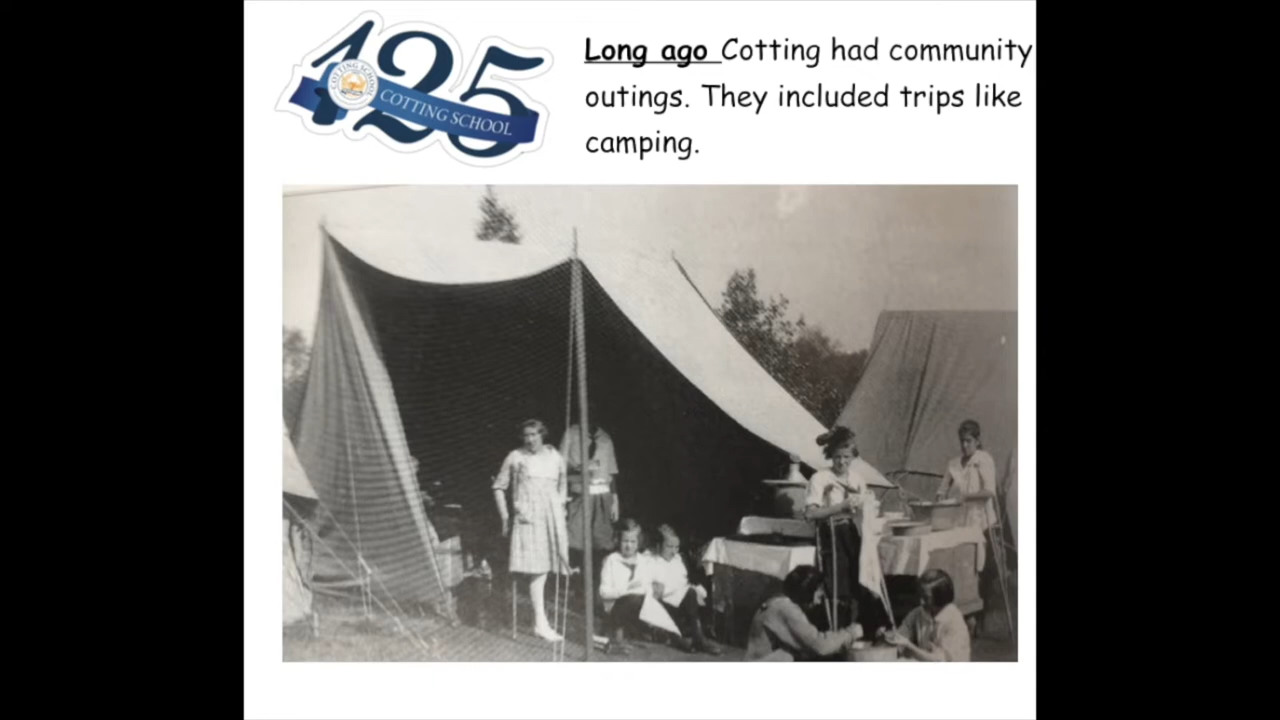 125
COTTING SCHOOL
COTTING SCHOOL
Long ago Cotting had community
outings. They included trips like
camping.